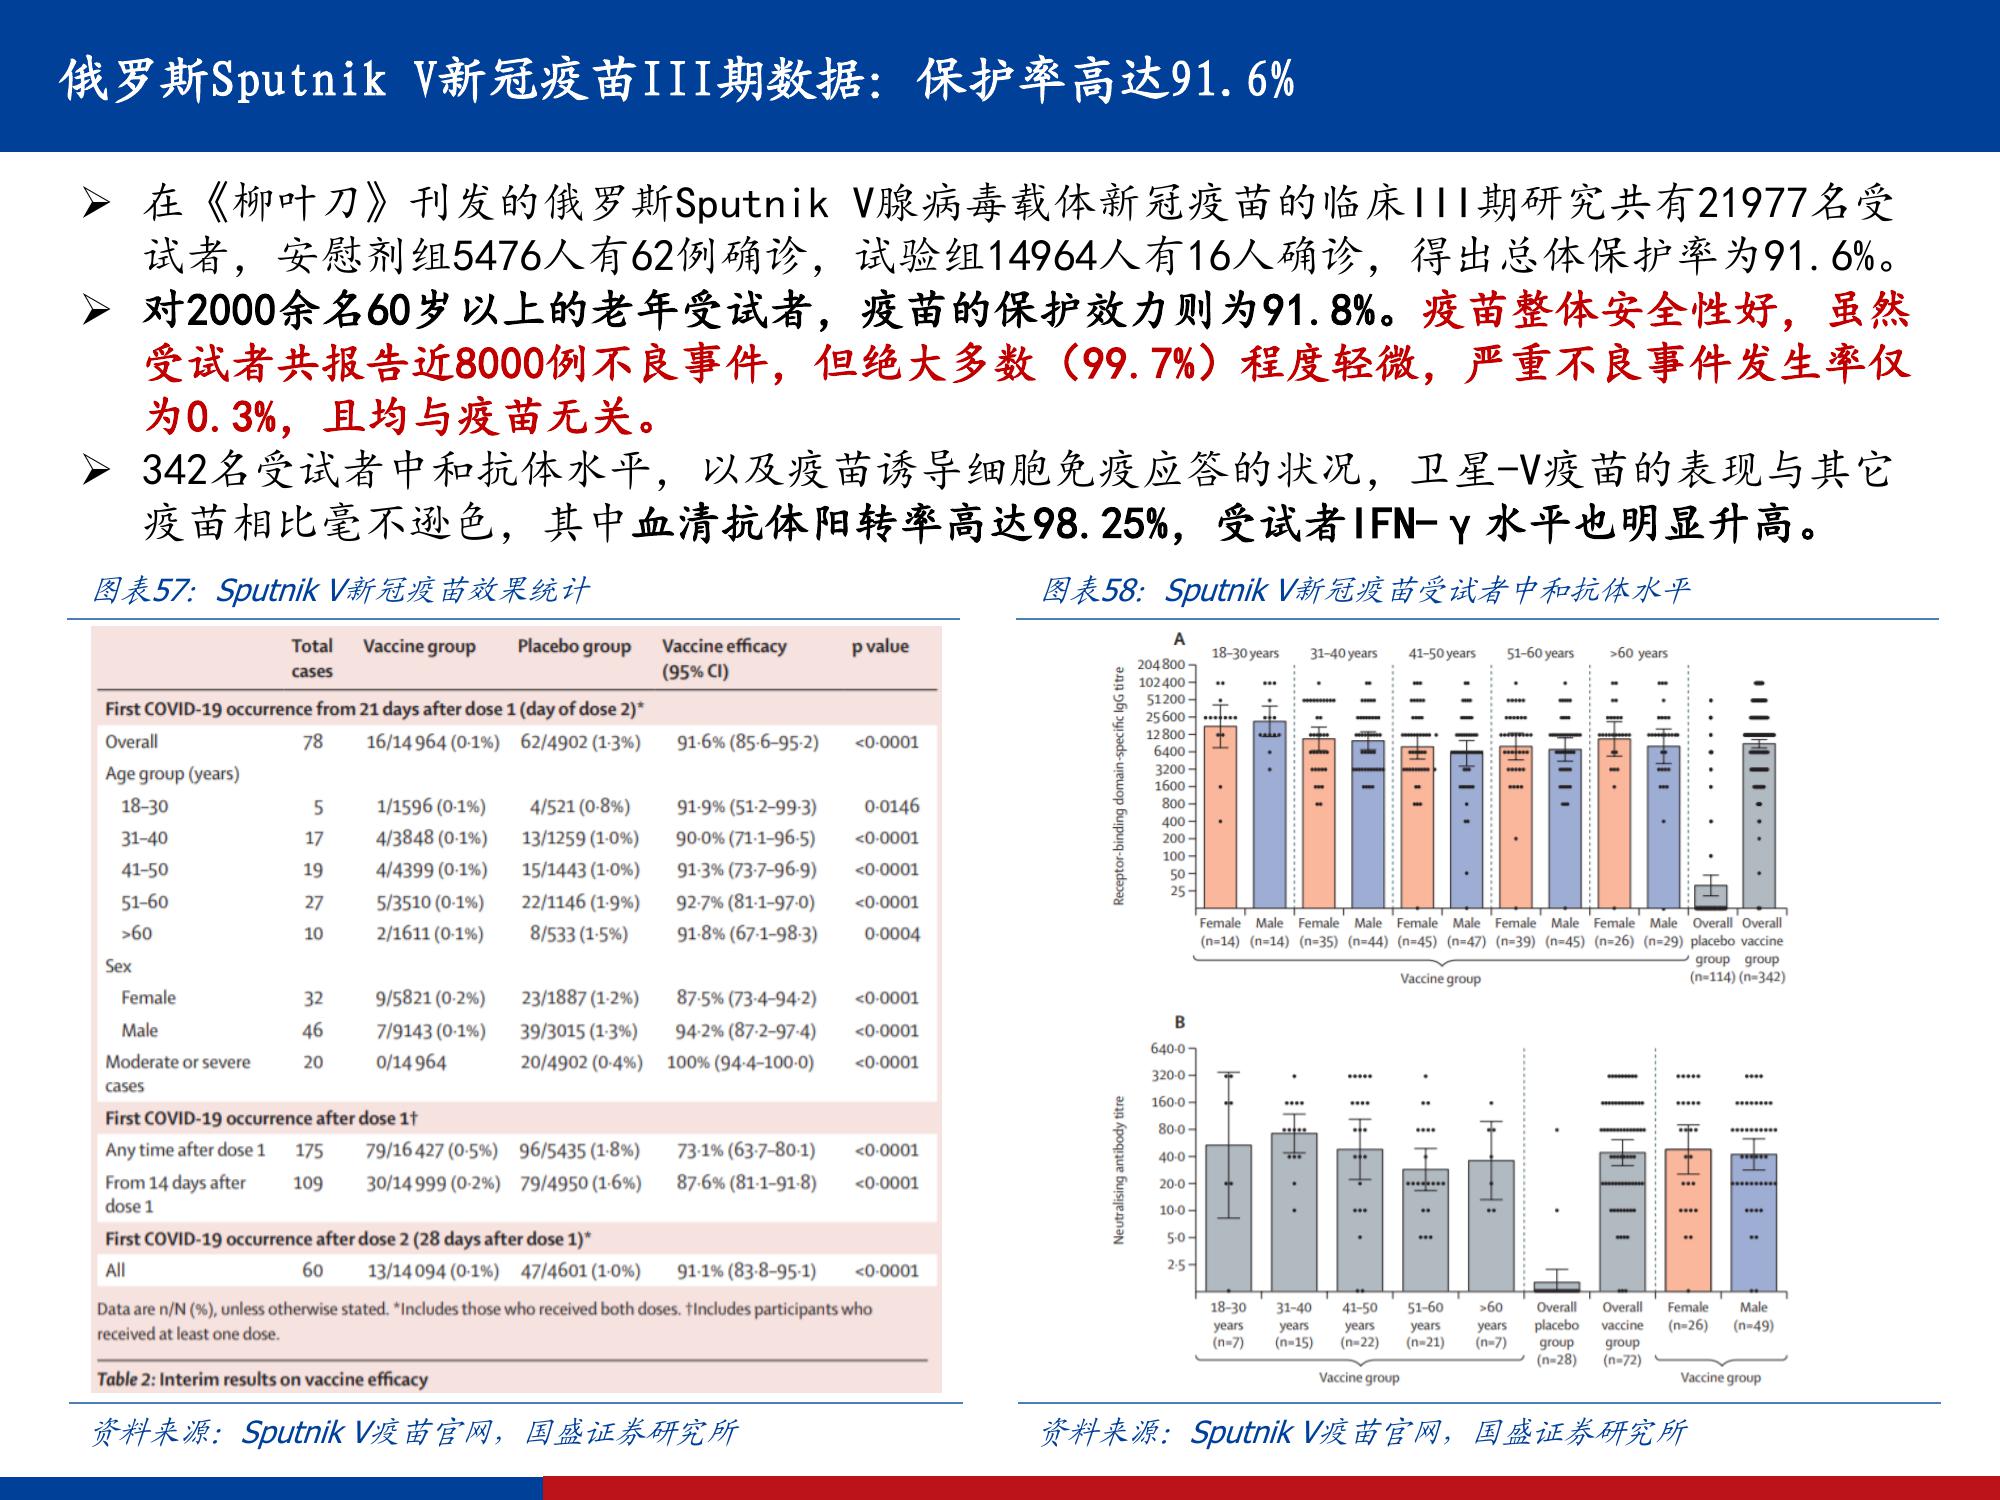 俄罗斯Sputnik V新冠疫苗III期数据：保护率高达91.6%
➢ 在《柳叶刀》刊发的俄罗斯Sputnik V腺病毒载体新冠疫苗的临床III期研究共有21977名受
试者，安慰剂组5476人有62例确诊，试验组14964人有16人确诊，得出总体保护率为91.6%。
➢ 对2000余名60岁以上的老年受试者，疫苗的保护效力则为91.8%。疫苗整体安全性好，虽然
受试者共报告近8000例不良事件，但绝大多数（99.7%）程度轻微，严重不良事件发生率仅
为0.3%，且均与疫苗无关。
➢ 342名受试者中和抗体水平，以及疫苗诱导细胞免疫应答的状况，卫星-V疫苗的表现与其它
疫苗相比毫不逊色，其中血清抗体阳转率高达98.25%，受试者IFN-γ水平也明显升高。
图表57：Sputnik V新冠疫苗效果统计
Total Vaccine group Placebo group Vaccine efficacy p value
cases (95% CI)
First COVID-19 occurrence from 21 days after dose 1 (day of dose 2)*
Overall 78 16/14 964 (0·1%) 62/4902 (1·3%) 91·6% (85·6–95·2) <0·0001
Age group (years)
18–30 5 1/1596 (0·1%) 4/521 (0·8%) 91·9% (51·2–99·3) 0·0146
31–40 17 4/3848 (0·1%) 13/1259 (1·0%) 90·0% (71·1–96·5) <0·0001
41–50 19 4/4399 (0·1%) 15/1443 (1·0%) 91·3% (73·7–96·9) <0·0001
51–60 27 5/3510 (0·1%) 22/1146 (1·9%) 92·7% (81·1–97·0) <0·0001
>60 10 2/1611 (0·1%) 8/533 (1·5%) 91·8% (67·1–98·3) 0·0004
Sex
Female 32 9/5821 (0·2%) 23/1887 (1·2%) 87·5% (73·4–94·2) <0·0001
Male 46 7/9143 (0·1%) 39/3015 (1·3%) 94·2% (87·2–97·4) <0·0001
Moderate or severe 20 0/14 964 20/4902 (0·4%) 100% (94·4–100·0) <0·0001
cases
First COVID-19 occurrence after dose 1†
Any time after dose 1 175 79/16 427 (0·5%) 96/5435 (1·8%) 73·1% (63·7–80·1) <0·0001
From 14 days after 109 30/14 999 (0·2%) 79/4950 (1·6%) 87·6% (81·1–91·8) <0·0001
dose 1
First COVID-19 occurrence after dose 2 (28 days after dose 1)*
All 60 13/14 094 (0·1%) 47/4601 (1·0%) 91·1% (83·8–95·1) <0·0001
Data are n/N (%), unless otherwise stated. *Includes those who received both doses. †Includes participants who
received at least one dose.
Table 2: Interim results on vaccine efficacy
资料来源：Sputnik V疫苗官网，国盛证券研究所
图表58：Sputnik V新冠疫苗受试者中和抗体水平
A
18–30 years 31–40 years 41–50 years 51–60 years >60 years
Receptor-binding domain-specific IgG titre
204 800
102 400
51 200
25 600
12 800
6400
3200
1600
800
400
200
100
50
25
Female Male Female Male Female Male Female Male Female Male Overall Overall
(n=14) (n=14) (n=35) (n=44) (n=45) (n=47) (n=39) (n=45) (n=26) (n=29) placebo vaccine
group group
(n=114) (n=342)
Vaccine group
B
Neutralising antibody titre
640·0
320·0
160·0
80·0
40·0
20·0
10·0
5·0
2·5
18–30 31–40 41–50 51–60 >60 Overall Overall Female Male
years years years years years placebo vaccine (n=26) (n=49)
(n=7) (n=15) (n=22) (n=21) (n=7) group group
(n=28) (n=72)
Vaccine group Vaccine group
资料来源：Sputnik V疫苗官网，国盛证券研究所